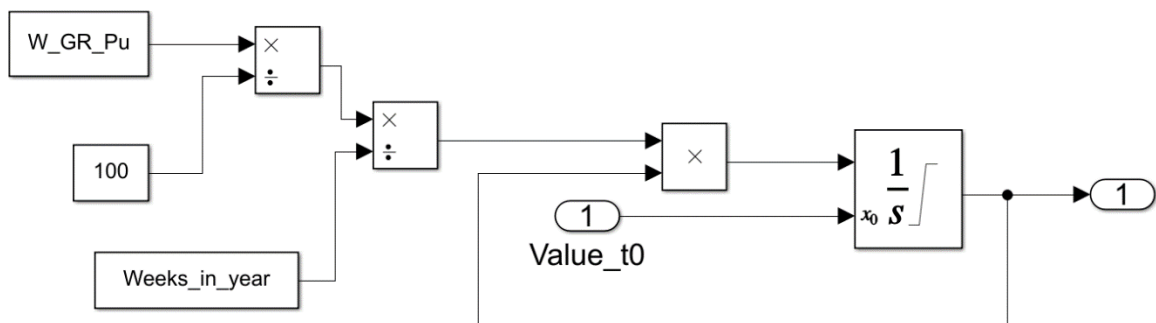 W_GR_Pu
×
÷
×
÷
100
×
1
s
x₀
1
1
Value_t0
Weeks_in_year